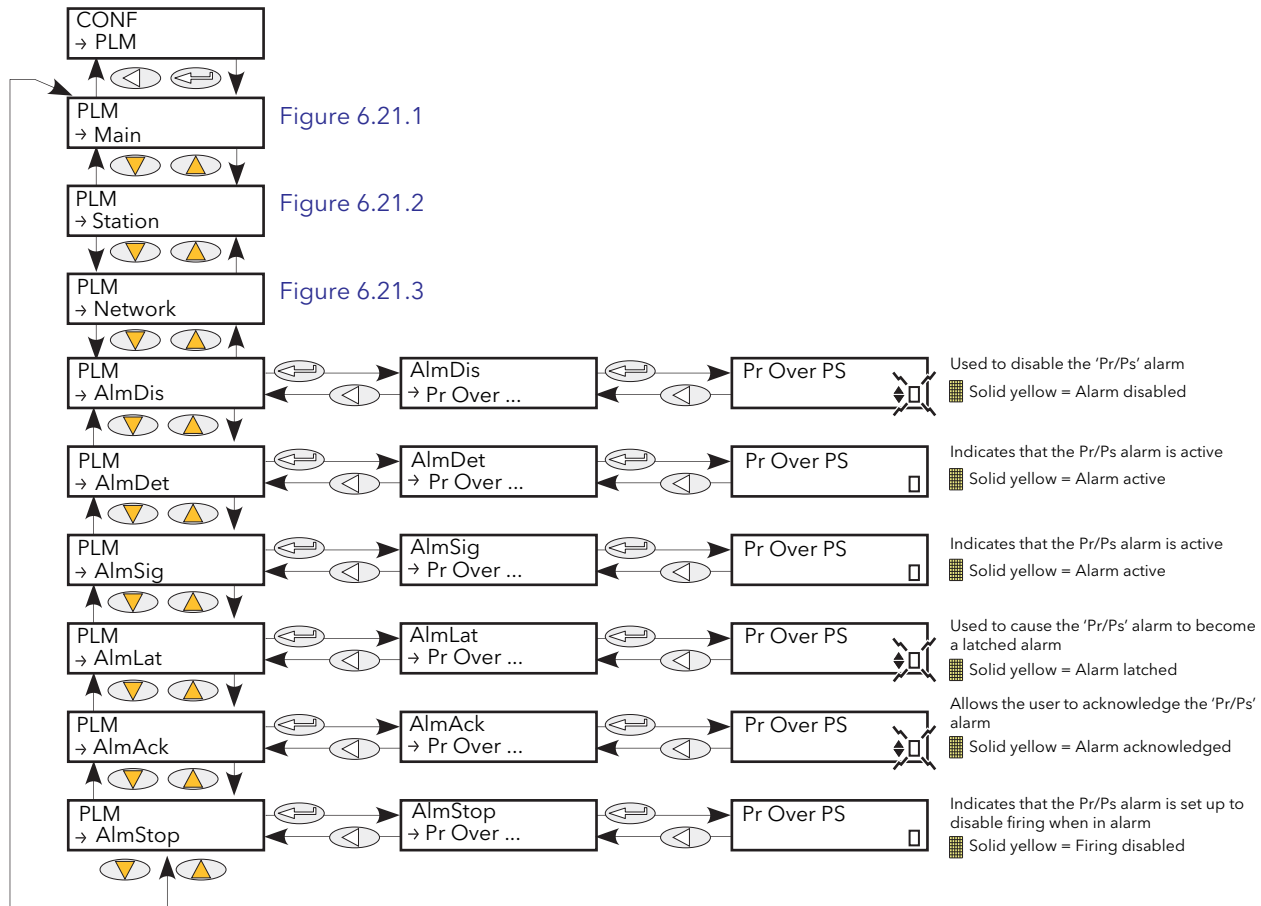 CONF
→ PLM
PLM
→ Main
Figure 6.21.1
PLM
→ Station
Figure 6.21.2
PLM
→ Network
Figure 6.21.3
PLM
→ AlmDis
AlmDis
→ Pr Over ...
Pr Over PS
Used to disable the ‘Pr/Ps’ alarm
Solid yellow = Alarm disabled
PLM
→ AlmDet
AlmDet
→ Pr Over ...
Pr Over PS
Indicates that the Pr/Ps alarm is active
Solid yellow = Alarm active
PLM
→ AlmSig
AlmSig
→ Pr Over ...
Pr Over PS
Indicates that the Pr/Ps alarm is active
Solid yellow = Alarm active
PLM
→ AlmLat
AlmLat
→ Pr Over ...
Pr Over PS
Used to cause the ‘Pr/Ps’ alarm to become
a latched alarm
Solid yellow = Alarm latched
PLM
→ AlmAck
AlmAck
→ Pr Over ...
Pr Over PS
Allows the user to acknowledge the ‘Pr/Ps’
alarm
Solid yellow = Alarm acknowledged
PLM
→ AlmStop
AlmStop
→ Pr Over ...
Pr Over PS
Indicates that the Pr/Ps alarm is set up to
disable firing when in alarm
Solid yellow = Firing disabled